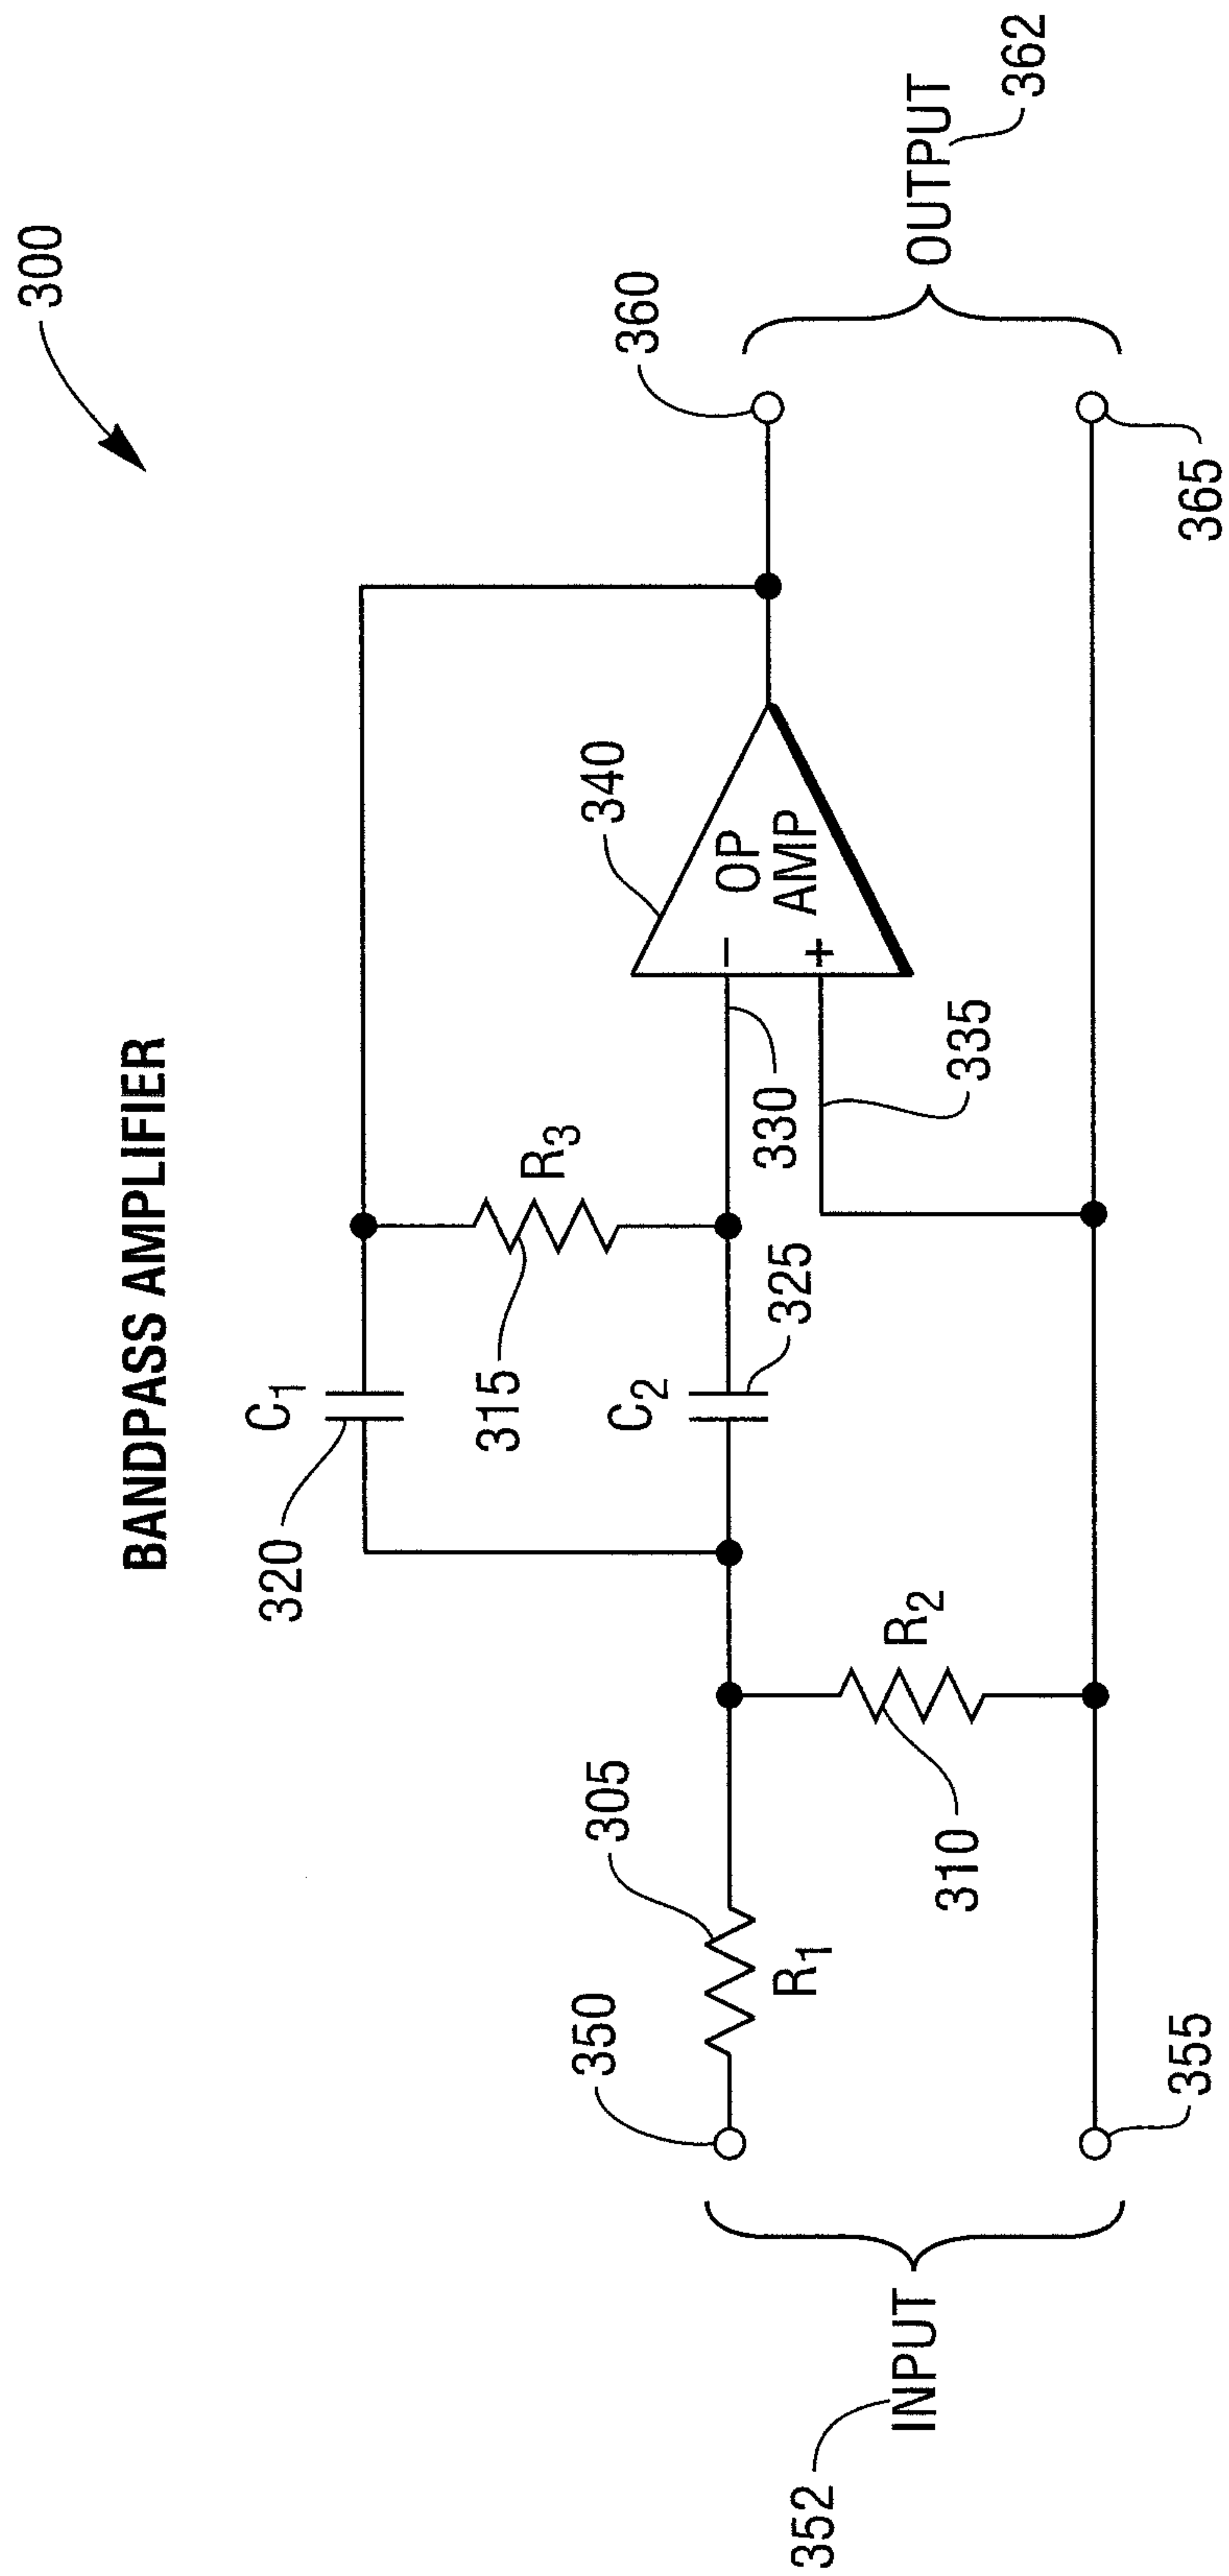 BANDPASS AMPLIFIER
300
C1
320
R3
315
C2
325
340
OP
AMP
−
+
330
335
350
305
R1
R2
310
355
360
365
352
INPUT
OUTPUT
362